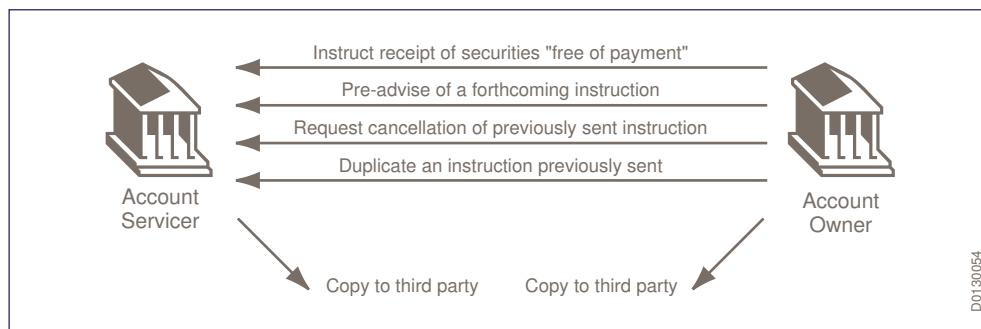 Instruct receipt of securities "free of payment"
Pre-advise of a forthcoming instruction
Request cancellation of previously sent instruction
Duplicate an instruction previously sent
Account
Servicer
Account
Owner
Copy to third party
Copy to third party
D0130054